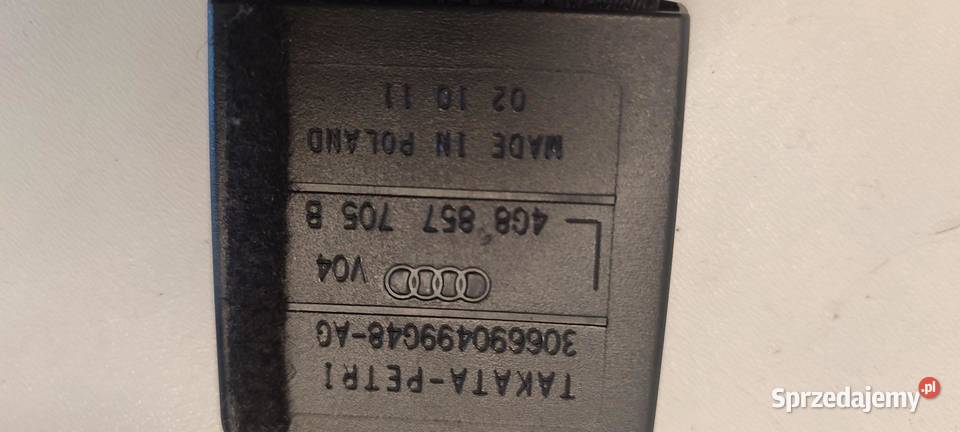 TAKATA-PETRI
306690499G48-AG
V04
L 4G8 857 705 B
MADE IN POLAND
02 10 11
Sprzedajemy.pl